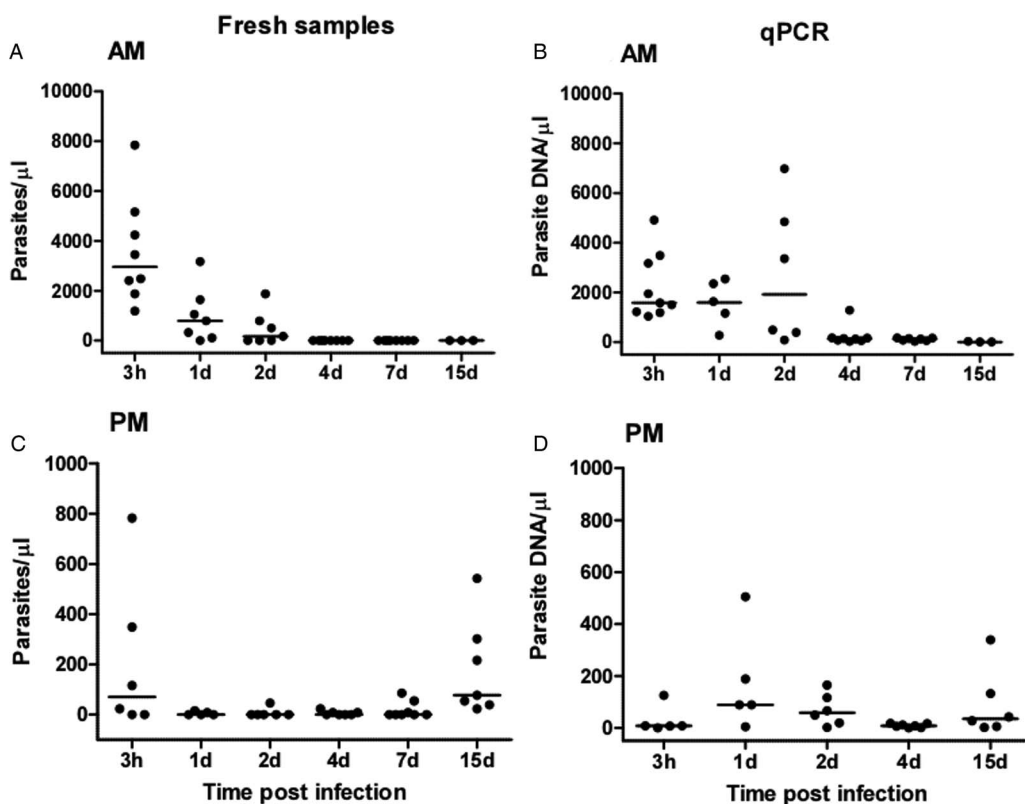 Fresh samples
qPCR
A
AM
10000
8000
6000
4000
2000
0
Parasites/μl
3h 1d 2d 4d 7d 15d
B
AM
10000
8000
6000
4000
2000
0
Parasite DNA/μl
3h 1d 2d 4d 7d 15d
C
PM
1000
800
600
400
200
0
Parasites/μl
3h 1d 2d 4d 7d 15d
Time post infection
D
PM
1000
800
600
400
200
0
Parasite DNA/μl
3h 1d 2d 4d 15d
Time post infection